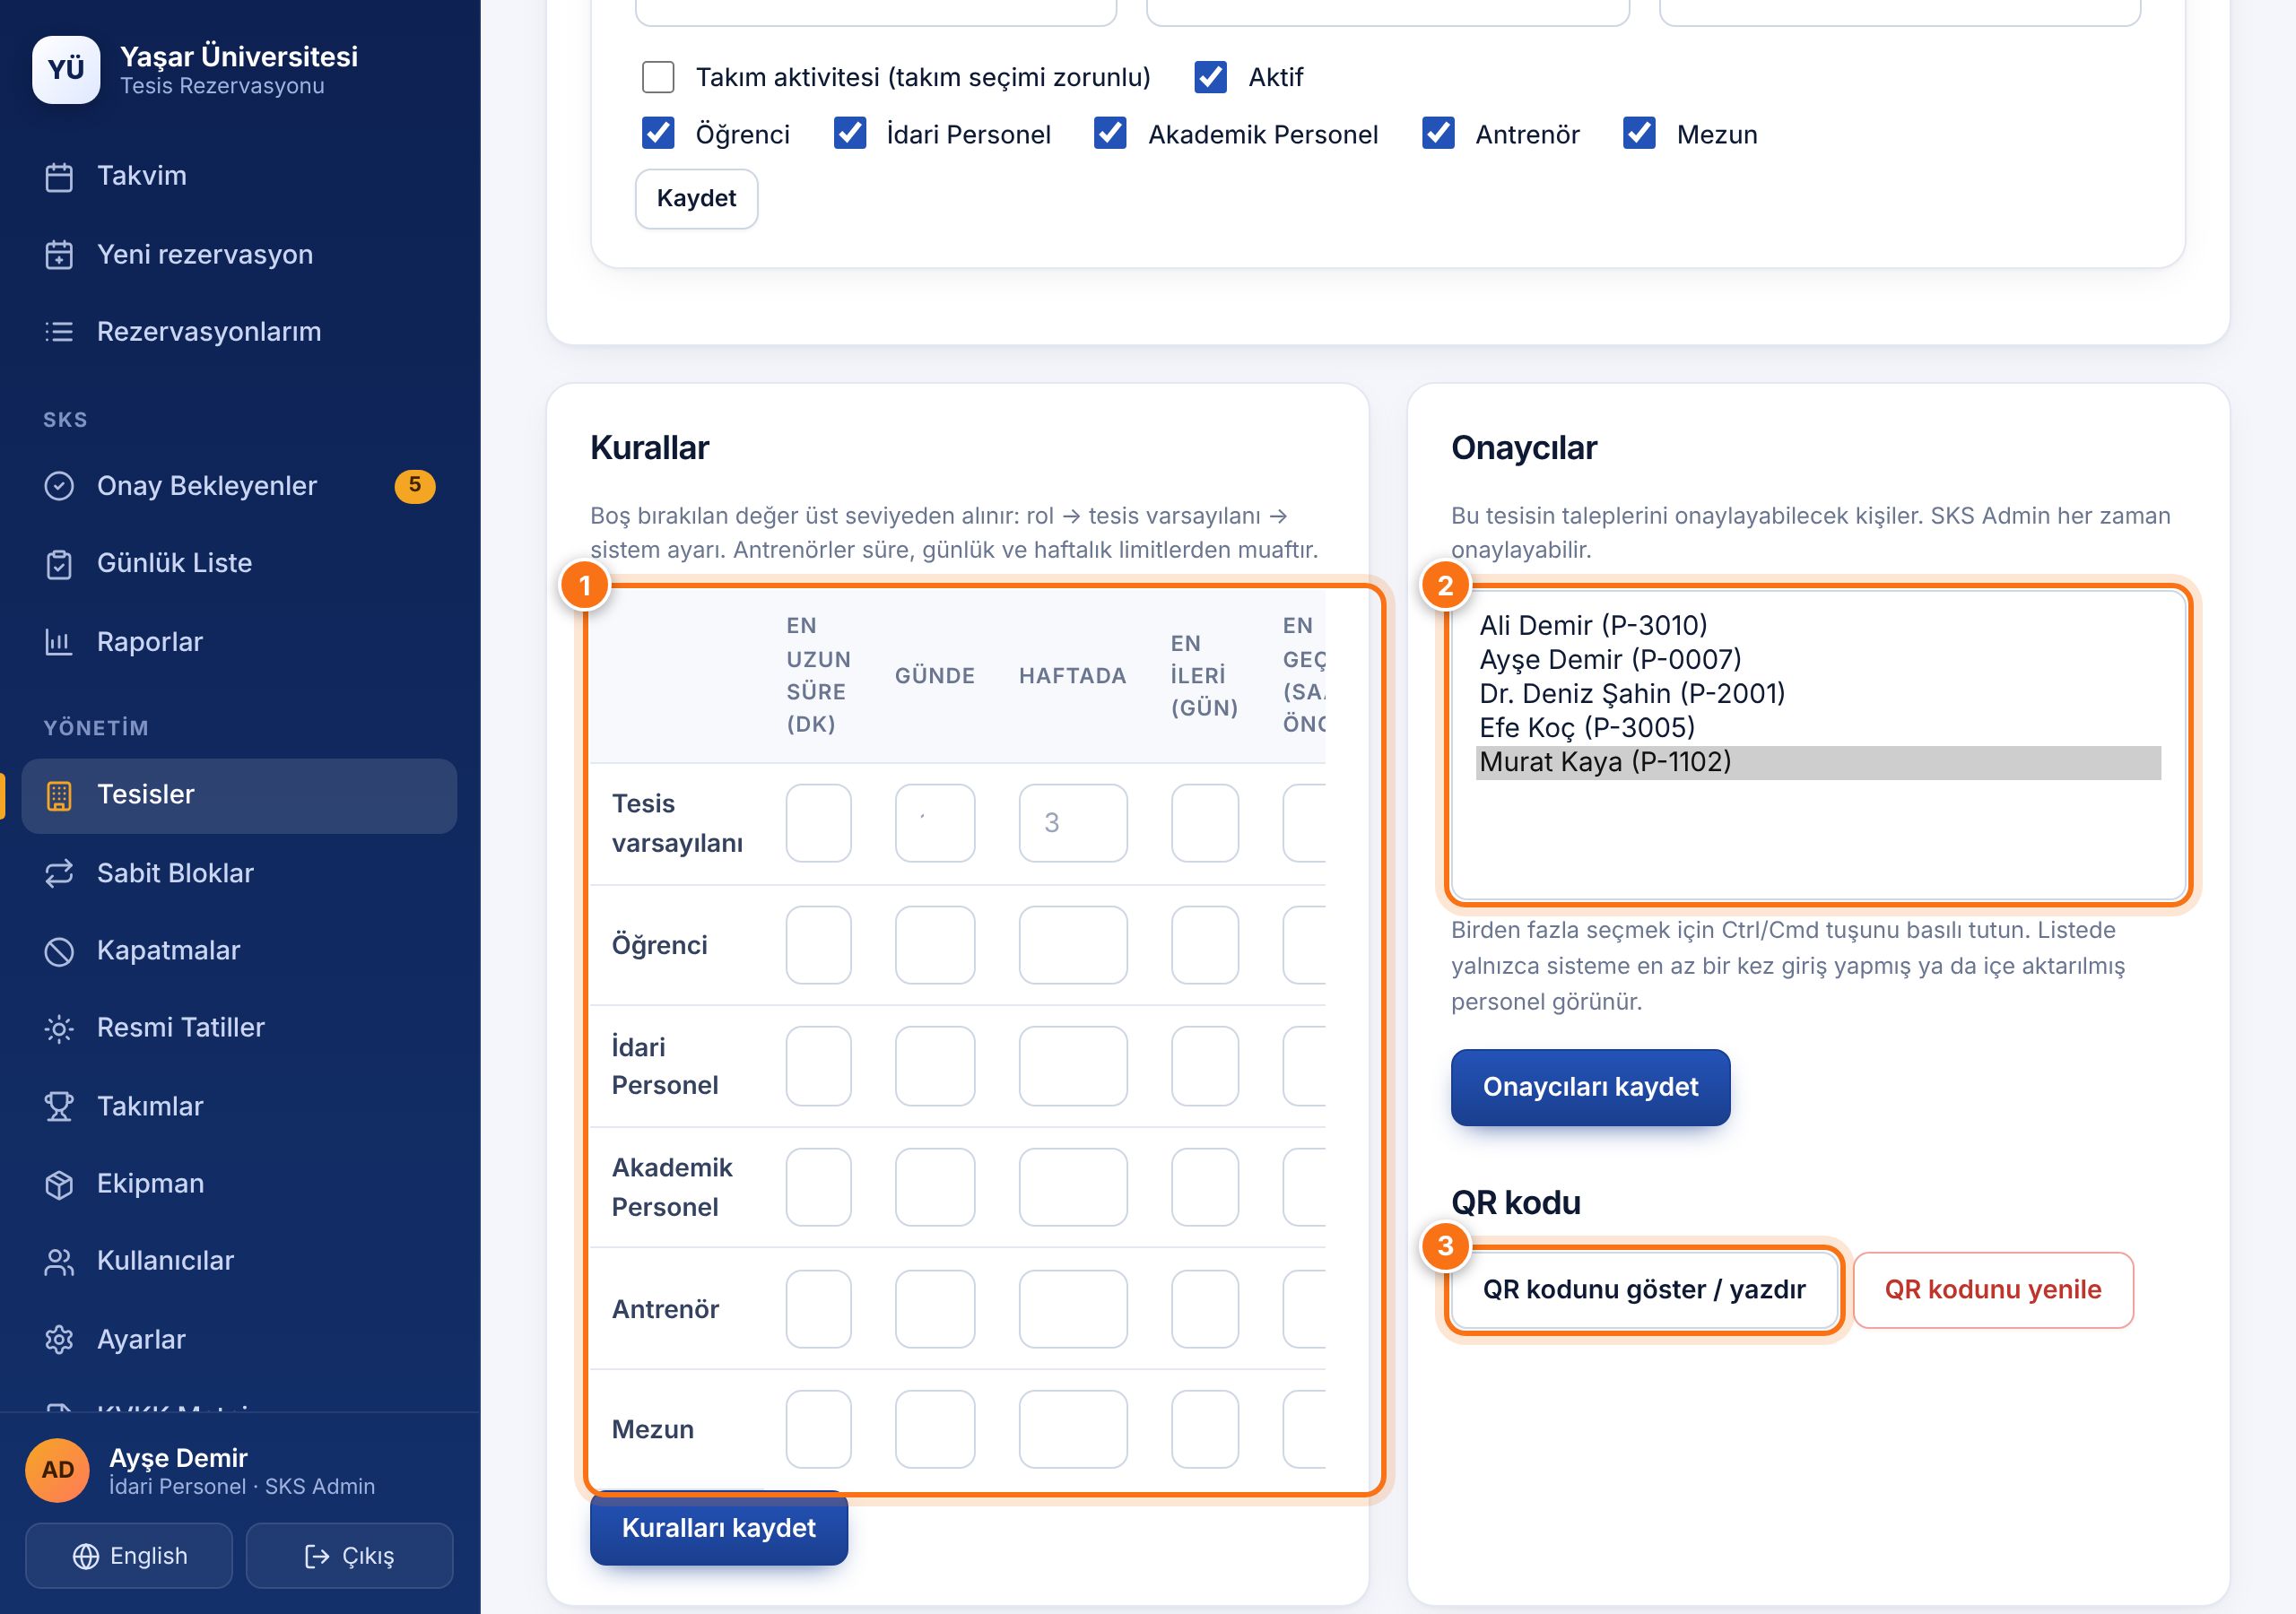 YÜ
Yaşar Üniversitesi
Tesis Rezervasyonu
Takvim
Yeni rezervasyon
Rezervasyonlarım
SKS
Onay Bekleyenler 5
Günlük Liste
Raporlar
YÖNETİM
Tesisler
Sabit Bloklar
Kapatmalar
Resmi Tatiller
Takımlar
Ekipman
Kullanıcılar
Ayarlar
AD
Ayşe Demir
İdari Personel · SKS Admin
English
Çıkış
Takım aktivitesi (takım seçimi zorunlu) Aktif
Öğrenci İdari Personel Akademik Personel Antrenör Mezun
Kaydet
Kurallar
Boş bırakılan değer üst seviyeden alınır: rol → tesis varsayılanı →
sistem ayarı. Antrenörler süre, günlük ve haftalık limitlerden muaftır.
1
EN
UZUN
SÜRE
(DK)
GÜNDE
HAFTADA
EN
İLERİ
(GÜN)
EN
Tesis
varsayılanı
3
Öğrenci
İdari
Personel
Akademik
Personel
Antrenör
Mezun
Kuralları kaydet
Onaycılar
Bu tesisin taleplerini onaylayabilecek kişiler. SKS Admin her zaman
onaylayabilir.
2
Ali Demir (P-3010)
Ayşe Demir (P-0007)
Dr. Deniz Şahin (P-2001)
Efe Koç (P-3005)
Murat Kaya (P-1102)
Birden fazla seçmek için Ctrl/Cmd tuşunu basılı tutun. Listede
yalnızca sisteme en az bir kez giriş yapmış ya da içe aktarılmış
personel görünür.
Onaycıları kaydet
QR kodu
3
QR kodunu göster / yazdır
QR kodunu yenile